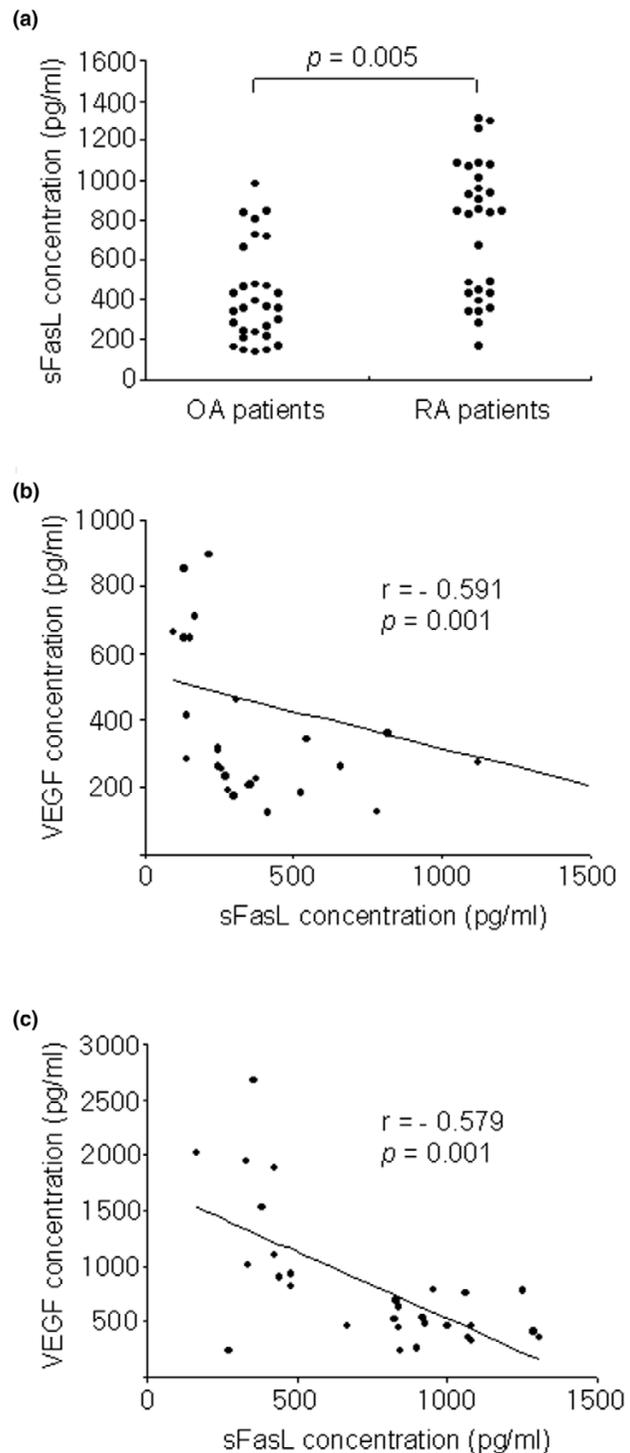 (a)
sFasL concentration (pg/ml)
1600
1400
1200
1000
800
600
400
200
0
p = 0.005
OA patients
RA patients
(b)
VEGF concentration (pg/ml)
1000
800
600
400
200
r = - 0.591
p = 0.001
0
500
1000
1500
sFasL concentration (pg/ml)
(c)
VEGF concentration (pg/ml)
3000
2500
2000
1500
1000
500
r = - 0.579
p = 0.001
0
500
1000
1500
sFasL concentration (pg/ml)